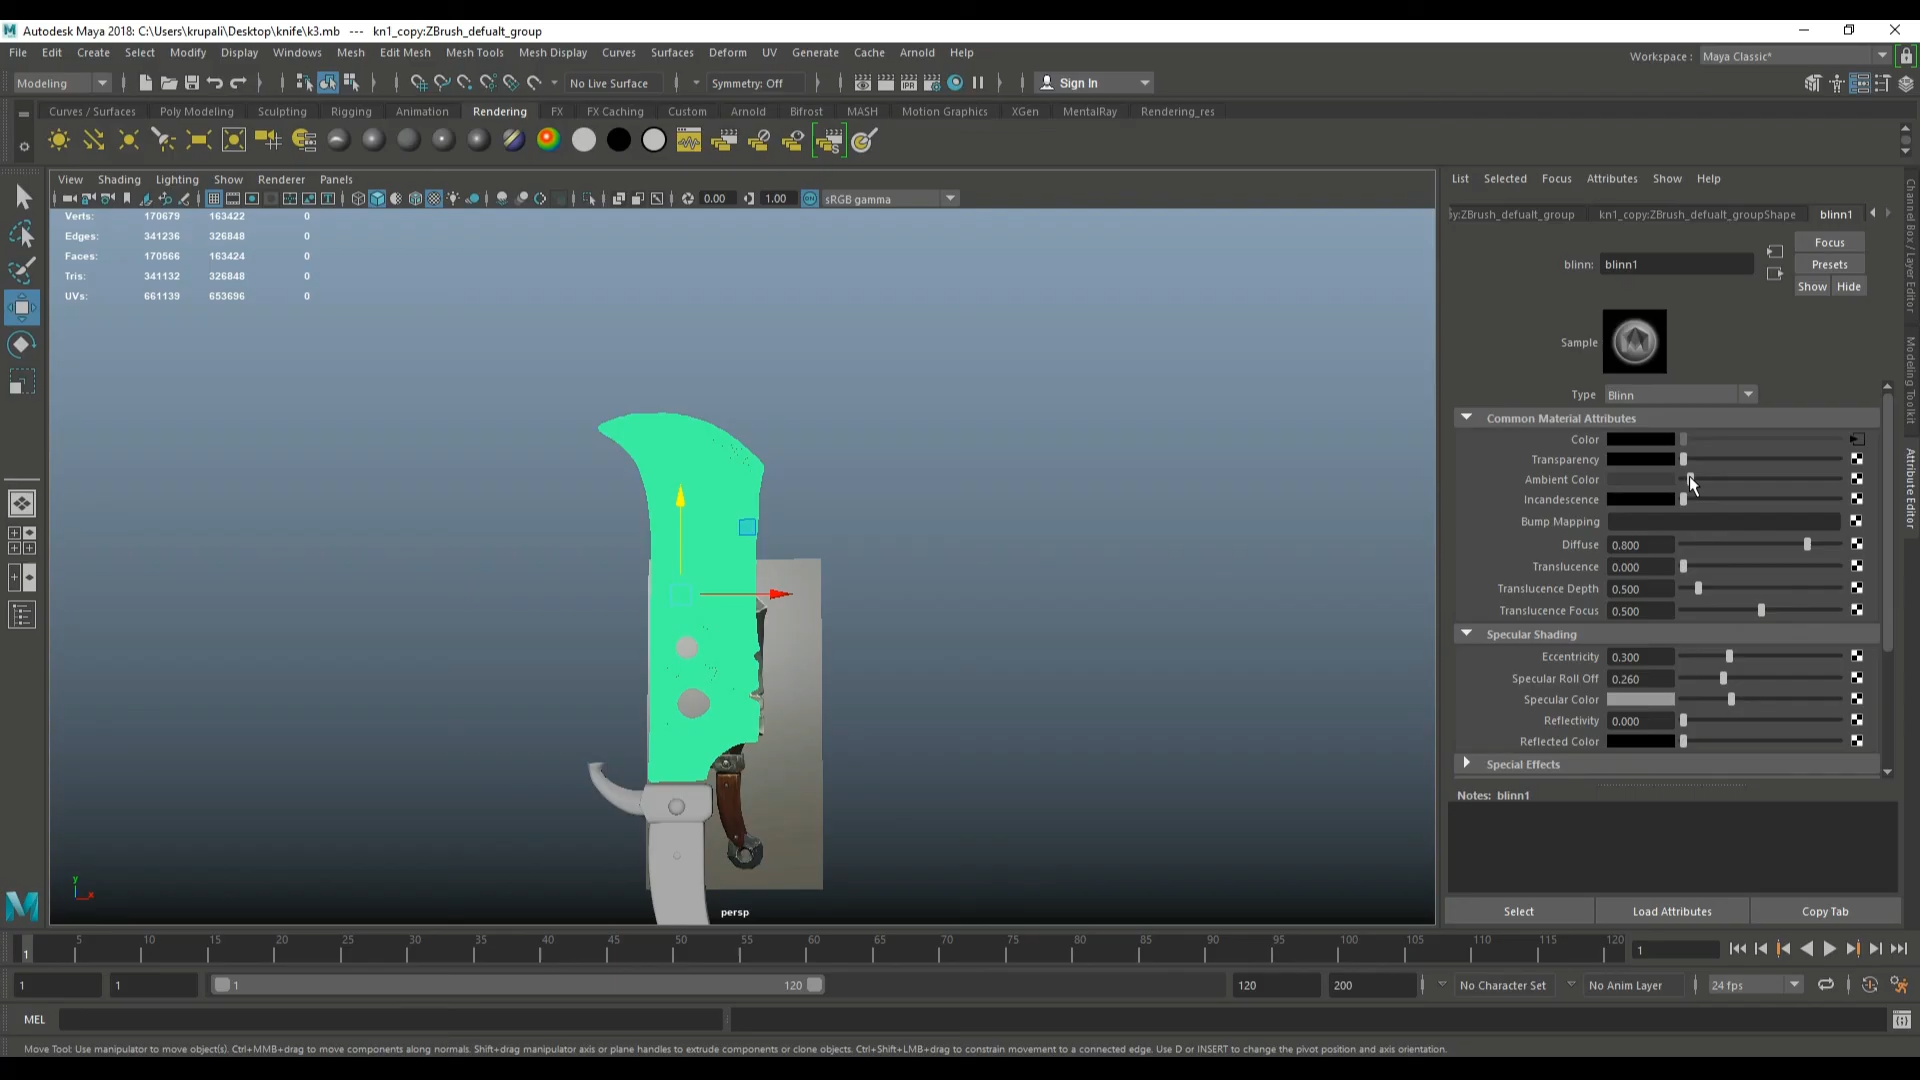 Autodesk Maya 2018: C:\Users\krupali\Desktop\knife\k3.mb --- kn1_copy:ZBrush_defualt_group
File Edit Create Select Modify Display Windows Mesh Edit Mesh Mesh Tools Mesh Display Curves Surfaces Deform UV Generate Cache Arnold Help
Workspace : Maya Classic*
Modeling No Live Surface Symmetry: Off Sign In
Curves / Surfaces Poly Modeling Sculpting Rigging Animation Rendering FX FX Caching Custom Arnold Bifrost MASH Motion Graphics XGen MentalRay Rendering_res
View Shading Lighting Show Renderer Panels
0.00 1.00 sRGB gamma
Verts: 170679 163422 0
Edges: 341236 326848 0
Faces: 170566 163424 0
Tris: 341132 326848 0
UVs: 661139 653696 0
y
x
persp
List Selected Focus Attributes Show Help
y:ZBrush_defualt_group kn1_copy:ZBrush_defualt_groupShape blinn1
blinn: blinn1
Focus
Presets
Show Hide
Sample
Type Blinn
Common Material Attributes
Color
Transparency
Ambient Color
Incandescence
Bump Mapping
Diffuse 0.800
Translucence 0.000
Translucence Depth 0.500
Translucence Focus 0.500
Specular Shading
Eccentricity 0.300
Specular Roll Off 0.260
Specular Color
Reflectivity 0.000
Reflected Color
Special Effects
Notes: blinn1
Select Load Attributes Copy Tab
Channel Box / Layer Editor
Modeling Toolkit
Attribute Editor
1 5 10 15 20 25 30 35 40 45 50 55 60 65 70 75 80 85 90 95 100 105 110 115 120 1
1 1 1 120 120 200 No Character Set No Anim Layer 24 fps
MEL
Move Tool: Use manipulator to move object(s). Ctrl+MMB+drag to move components along normals. Shift+drag manipulator axis or plane handles to extrude components or clone objects. Ctrl+Shift+LMB+drag to constrain movement to a connected edge. Use D or INSERT to change the pivot position and axis orientation.